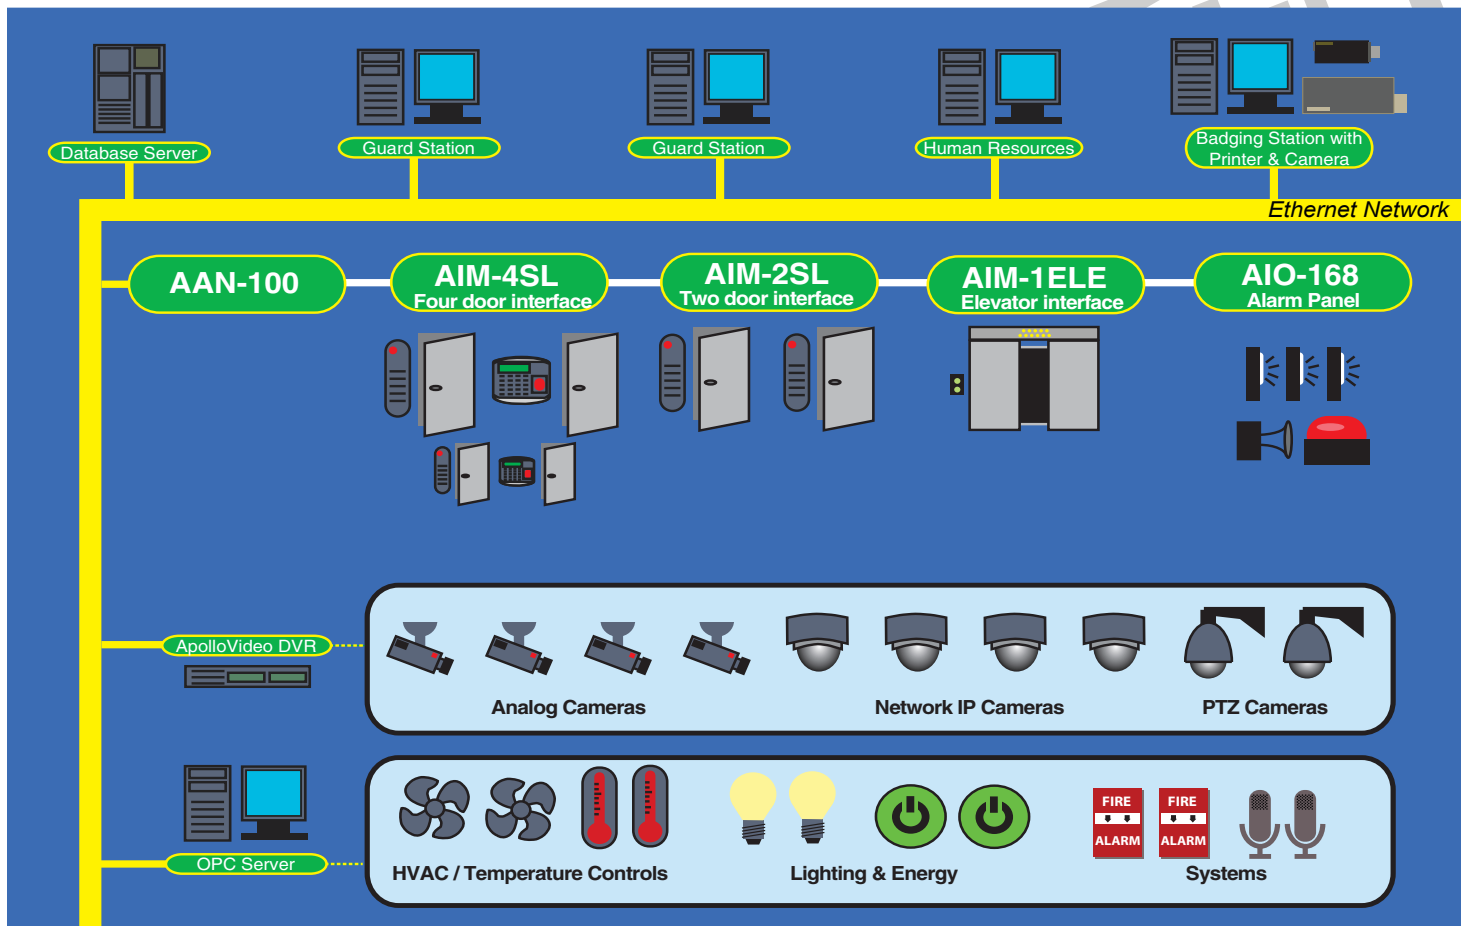 Database Server
Guard Station
Guard Station
Human Resources
Badging Station with
Printer & Camera
Ethernet Network
AAN-100
AIM-4SL
Four door interface
AIM-2SL
Two door interface
AIM-1ELE
Elevator interface
AIO-168
Alarm Panel
ApolloVideo DVR
Analog Cameras
Network IP Cameras
PTZ Cameras
OPC Server
HVAC / Temperature Controls
Lighting & Energy
FIRE
ALARM
FIRE
ALARM
Systems